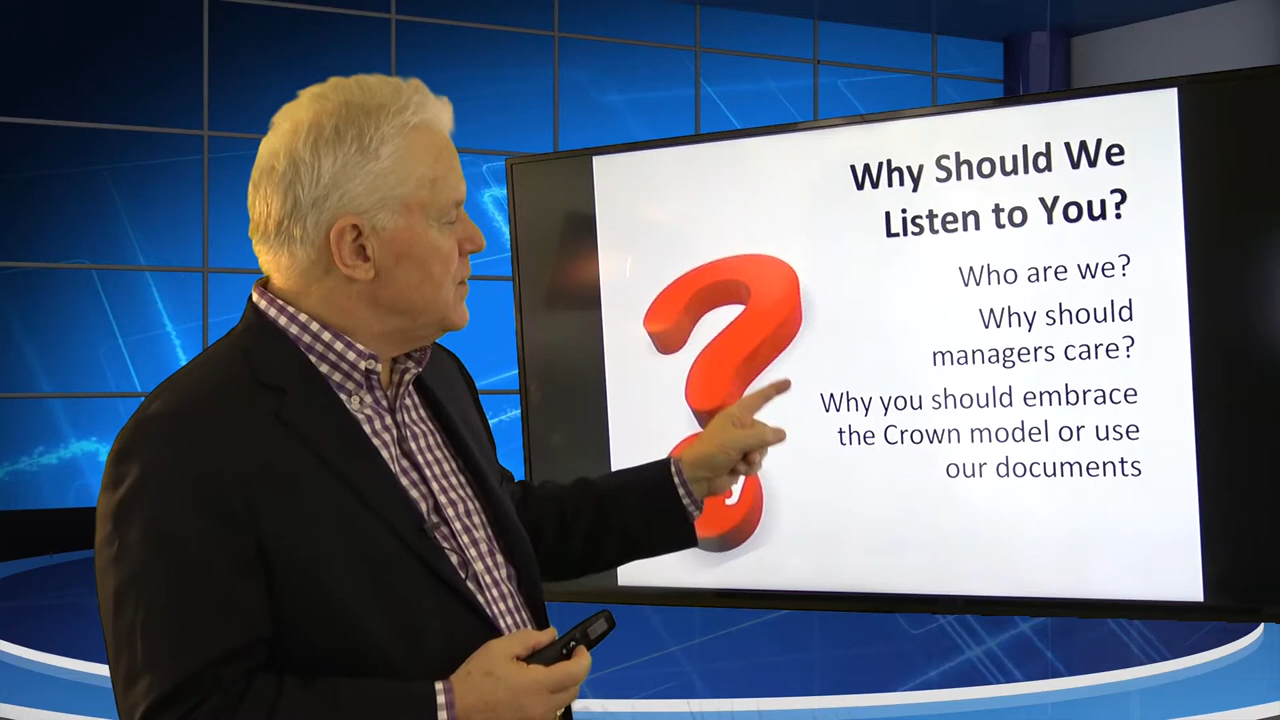 Why Should We
Listen to You?
Who are we?
Why should
managers care?
Why you should embrace
the Crown model or use
our documents